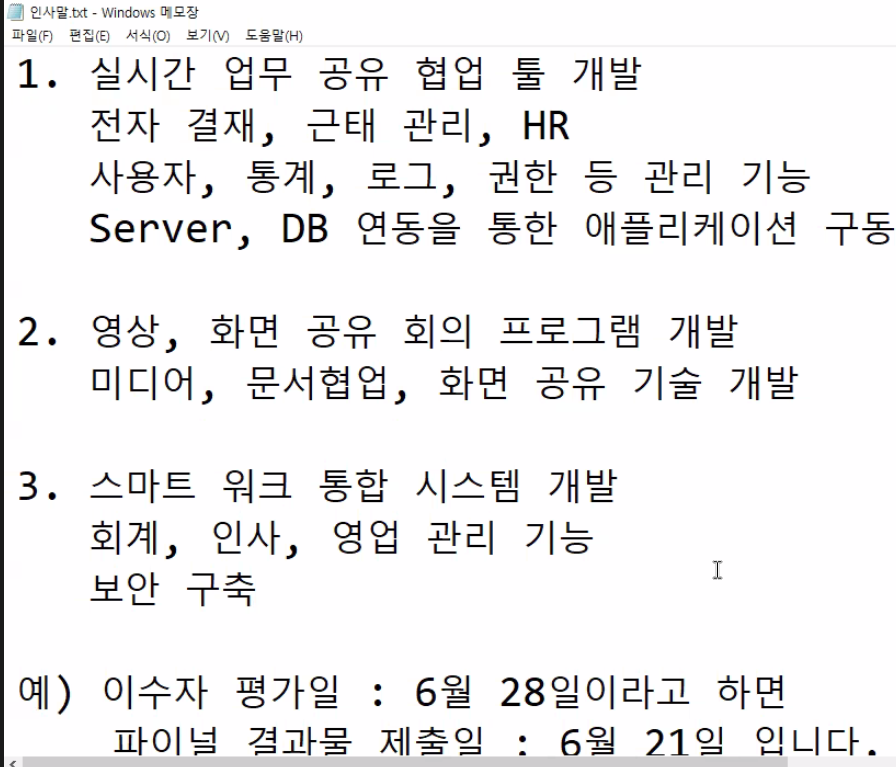 인사말.txt - Windows 메모장
파일(F) 편집(E) 서식(O) 보기(V) 도움말(H)
1. 실시간 업무 공유 협업 툴 개발
전자 결재, 근태 관리, HR
사용자, 통계, 로그, 권한 등 관리 기능
Server, DB 연동을 통한 애플리케이션 구동
2. 영상, 화면 공유 회의 프로그램 개발
미디어, 문서협업, 화면 공유 기술 개발
3. 스마트 워크 통합 시스템 개발
회계, 인사, 영업 관리 기능
보안 구축
예) 이수자 평가일 : 6월 28일이라고 하면
파이널 결과물 제출일 : 6월 21일 입니다.